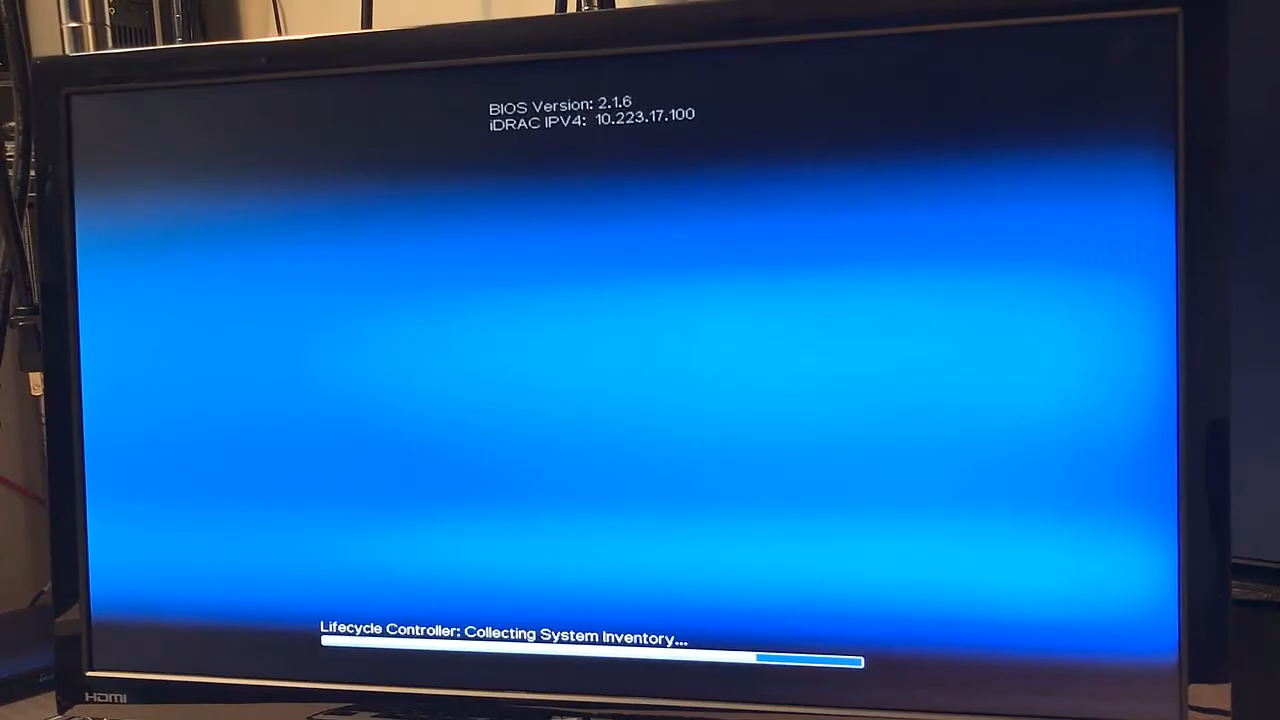 BIOS Version: 2.1.6
iDRAC IPV4: 10.223.17.100
Lifecycle Controller: Collecting System Inventory...
HDMI